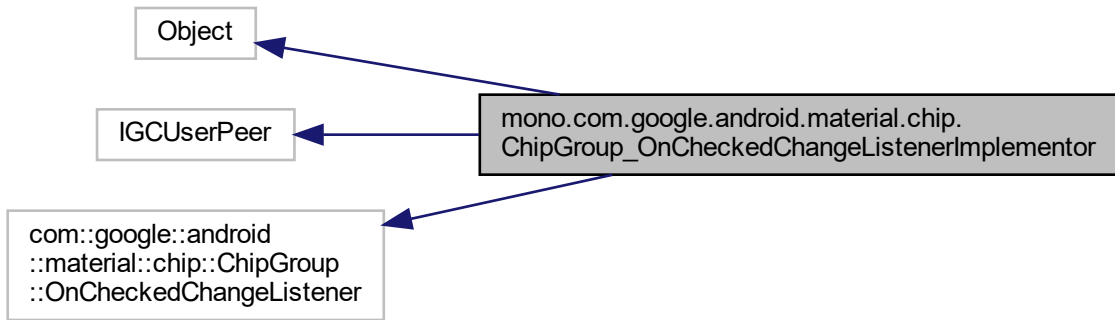 Object
IGCUserPeer
mono.com.google.android.material.chip.
ChipGroup_OnCheckedChangeListenerImplementor
com::google::android
::material::chip::ChipGroup
::OnCheckedChangeListener